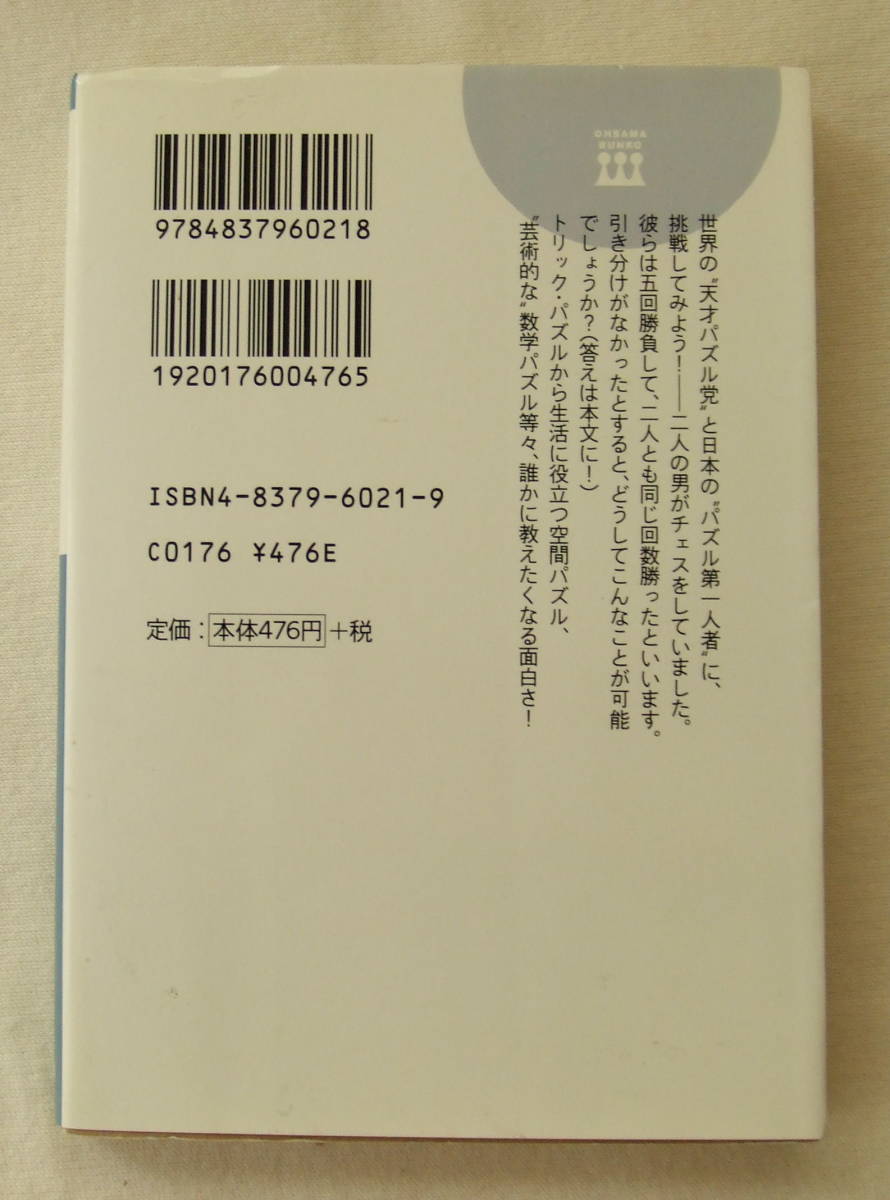 OHSAMA
BUNKO
世界の〝天才パズル党〟と日本の〝パズル第一人者〟に、
挑戦してみよう!――二人の男がチェスをしていました。
彼らは五回勝負して、二人とも同じ回数勝ったといいます。
引き分けがなかったとすると、どうしてこんなことが可能
でしょうか?(答えは本文に!)
トリック・パズルから生活に役立つ空間パズル、
〝芸術的な〟数学パズル等々、誰かに教えたくなる面白さ!
9784837960218
1920176004765
ISBN4-8379-6021-9
C0176 ¥476E
定価:本体476円+税